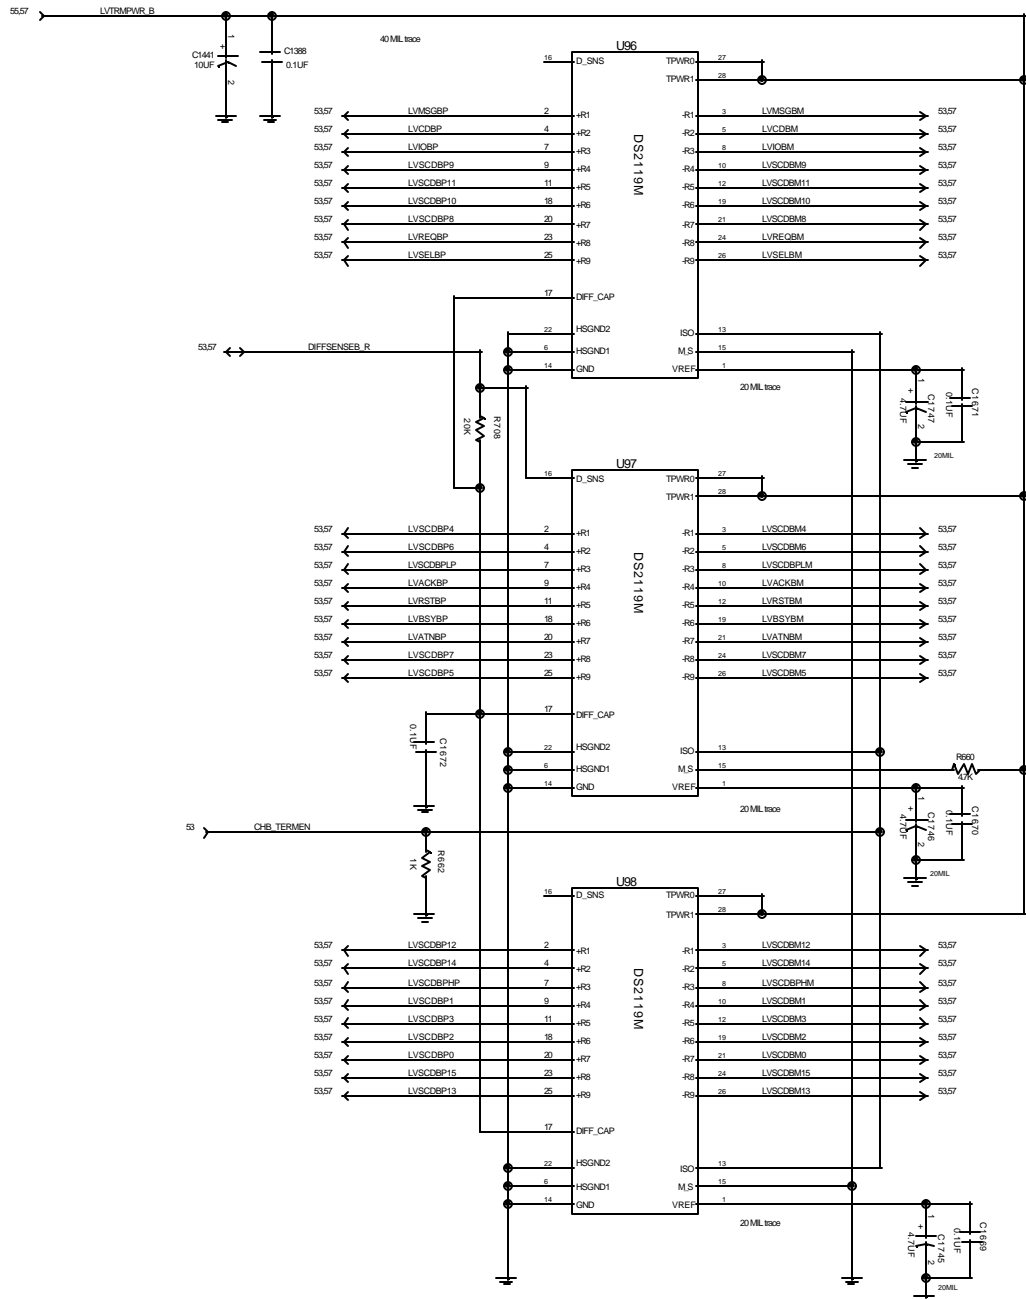 55,57 LVTRMPWR_B
40 MIL trace
C1441 10UF 1 + 2
C1388 0.1UF
U96
DS2119M
16 D_SNS TPWR0 27
TPWR1 28
53,57 LVMSGBP 2 +R1 -R1 3 LVMSGBM 53,57
53,57 LVCDBP 4 +R2 -R2 5 LVCDBM 53,57
53,57 LVIOBP 7 +R3 -R3 8 LVIOBM 53,57
53,57 LVSCDBP9 9 +R4 -R4 10 LVSCDBM9 53,57
53,57 LVSCDBP11 11 +R5 -R5 12 LVSCDBM11 53,57
53,57 LVSCDBP10 18 +R6 -R6 19 LVSCDBM10 53,57
53,57 LVSCDBP8 20 +R7 -R7 21 LVSCDBM8 53,57
53,57 LVREQBP 23 +R8 -R8 24 LVREQBM 53,57
53,57 LVSELBP 25 +R9 -R9 26 LVSELBM 53,57
17 DIFF_CAP
22 HSGND2 ISO 13
53,57 DIFFSENSEB_R 6 HSGND1 M_S 15
14 GND VREF 1
20 MIL trace
1 + 2 C1747 4.7UF
C1671 0.1UF
20MIL
R708 20K
U97
DS2119M
16 D_SNS TPWR0 27
TPWR1 28
53,57 LVSCDBP4 2 +R1 -R1 3 LVSCDBM4 53,57
53,57 LVSCDBP6 4 +R2 -R2 5 LVSCDBM6 53,57
53,57 LVSCDBPLP 7 +R3 -R3 8 LVSCDBPLM 53,57
53,57 LVACKBP 9 +R4 -R4 10 LVACKBM 53,57
53,57 LVRSTBP 11 +R5 -R5 12 LVRSTBM 53,57
53,57 LVBSYBP 18 +R6 -R6 19 LVBSYBM 53,57
53,57 LVATNBP 20 +R7 -R7 21 LVATNBM 53,57
53,57 LVSCDBP7 23 +R8 -R8 24 LVSCDBM7 53,57
53,57 LVSCDBP5 25 +R9 -R9 26 LVSCDBM5 53,57
17 DIFF_CAP
C1672 0.1UF
22 HSGND2 ISO 13
6 HSGND1 M_S 15
R660 4.7K
14 GND VREF 1
20 MIL trace
1 + 2 C1746 4.7UF
C1670 0.1UF
20MIL
53 CHB_TERMEN
R662 1K
U98
DS2119M
16 D_SNS TPWR0 27
TPWR1 28
53,57 LVSCDBP12 2 +R1 -R1 3 LVSCDBM12 53,57
53,57 LVSCDBP14 4 +R2 -R2 5 LVSCDBM14 53,57
53,57 LVSCDBPHP 7 +R3 -R3 8 LVSCDBPHM 53,57
53,57 LVSCDBP1 9 +R4 -R4 10 LVSCDBM1 53,57
53,57 LVSCDBP3 11 +R5 -R5 12 LVSCDBM3 53,57
53,57 LVSCDBP2 18 +R6 -R6 19 LVSCDBM2 53,57
53,57 LVSCDBP0 20 +R7 -R7 21 LVSCDBM0 53,57
53,57 LVSCDBP15 23 +R8 -R8 24 LVSCDBM15 53,57
53,57 LVSCDBP13 25 +R9 -R9 26 LVSCDBM13 53,57
17 DIFF_CAP
22 HSGND2 ISO 13
6 HSGND1 M_S 15
14 GND VREF 1
20 MIL trace
1 + 2 C1745 4.7UF
C1669 0.1UF
20MIL